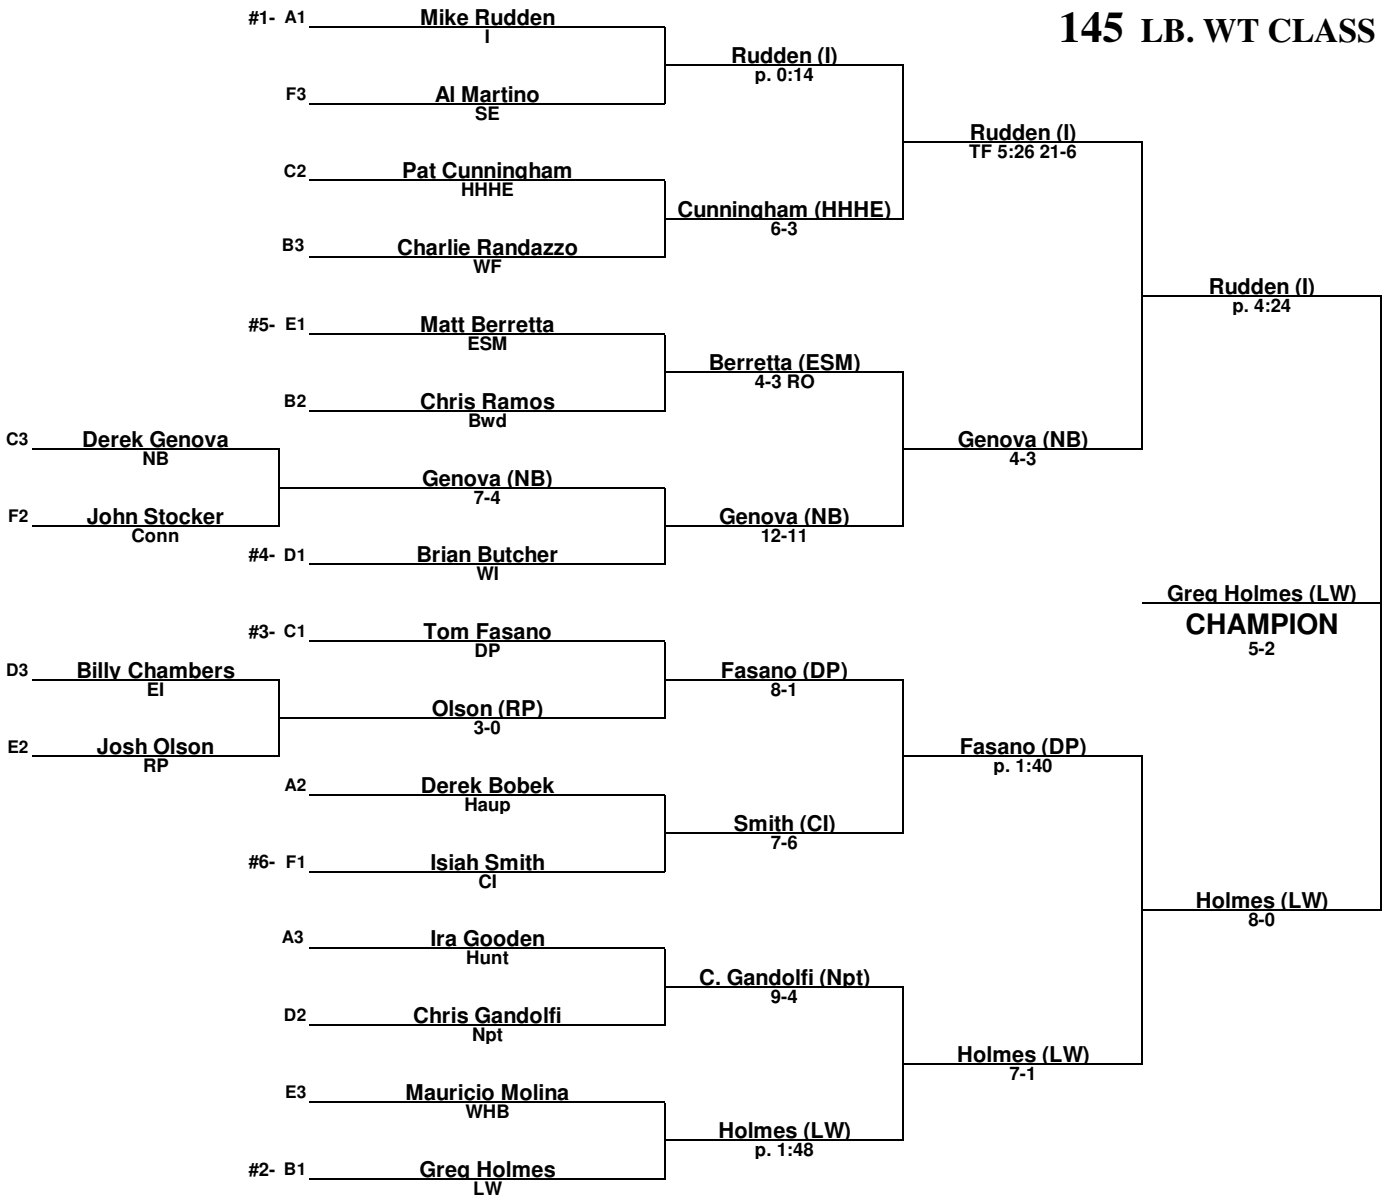 145 LB. WT CLASS
#1- A1 Mike Rudden
I
Rudden (I)
p. 0:14
F3 Al Martino
SE
Rudden (I)
TF 5:26 21-6
C2 Pat Cunningham
HHHE
Cunningham (HHHE)
6-3
B3 Charlie Randazzo
WF
Rudden (I)
p. 4:24
#5- E1 Matt Berretta
ESM
Berretta (ESM)
4-3 RO
B2 Chris Ramos
Bwd
C3 Derek Genova
NB
Genova (NB)
4-3
Genova (NB)
7-4
F2 John Stocker
Conn
Genova (NB)
12-11
#4- D1 Brian Butcher
WI
Greg Holmes (LW)
CHAMPION
5-2
#3- C1 Tom Fasano
DP
D3 Billy Chambers
EI
Fasano (DP)
8-1
Olson (RP)
3-0
E2 Josh Olson
RP
Fasano (DP)
p. 1:40
A2 Derek Bobek
Haup
Smith (CI)
7-6
#6- F1 Isiah Smith
CI
Holmes (LW)
8-0
A3 Ira Gooden
Hunt
C. Gandolfi (Npt)
9-4
D2 Chris Gandolfi
Npt
Holmes (LW)
7-1
E3 Mauricio Molina
WHB
Holmes (LW)
p. 1:48
#2- B1 Greg Holmes
LW